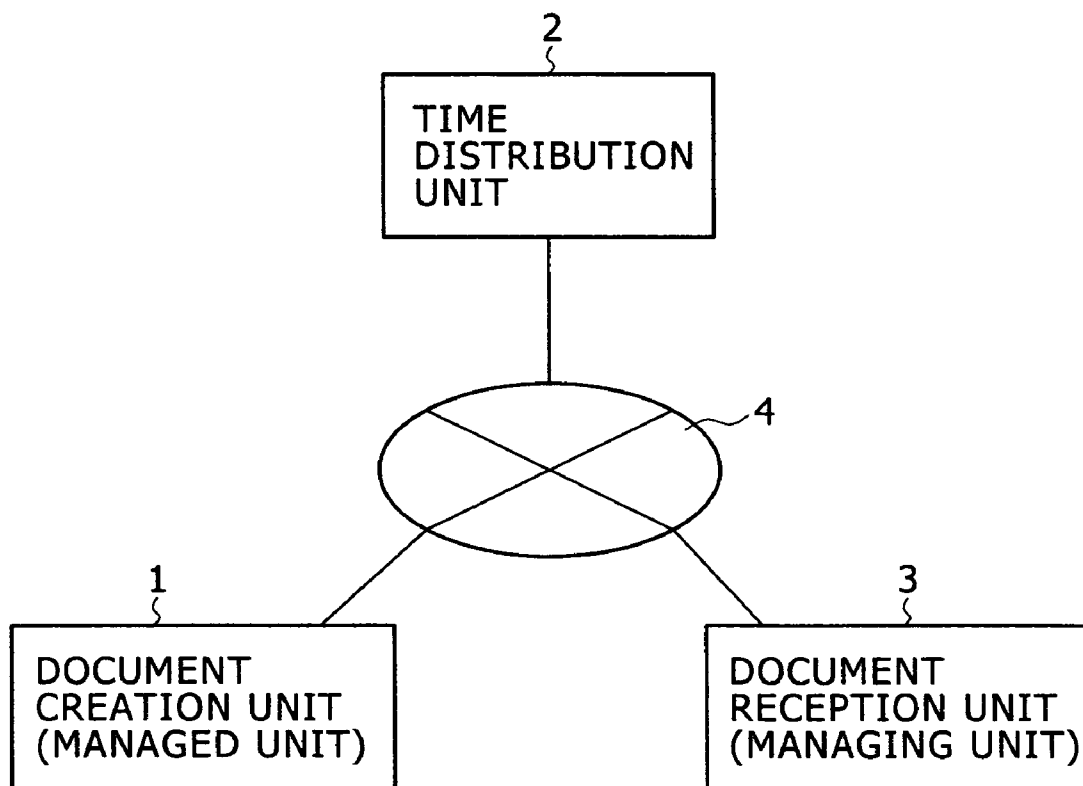 2
TIME
DISTRIBUTION
UNIT
4
1
DOCUMENT
CREATION UNIT
(MANAGED UNIT)
3
DOCUMENT
RECEPTION UNIT
(MANAGING UNIT)